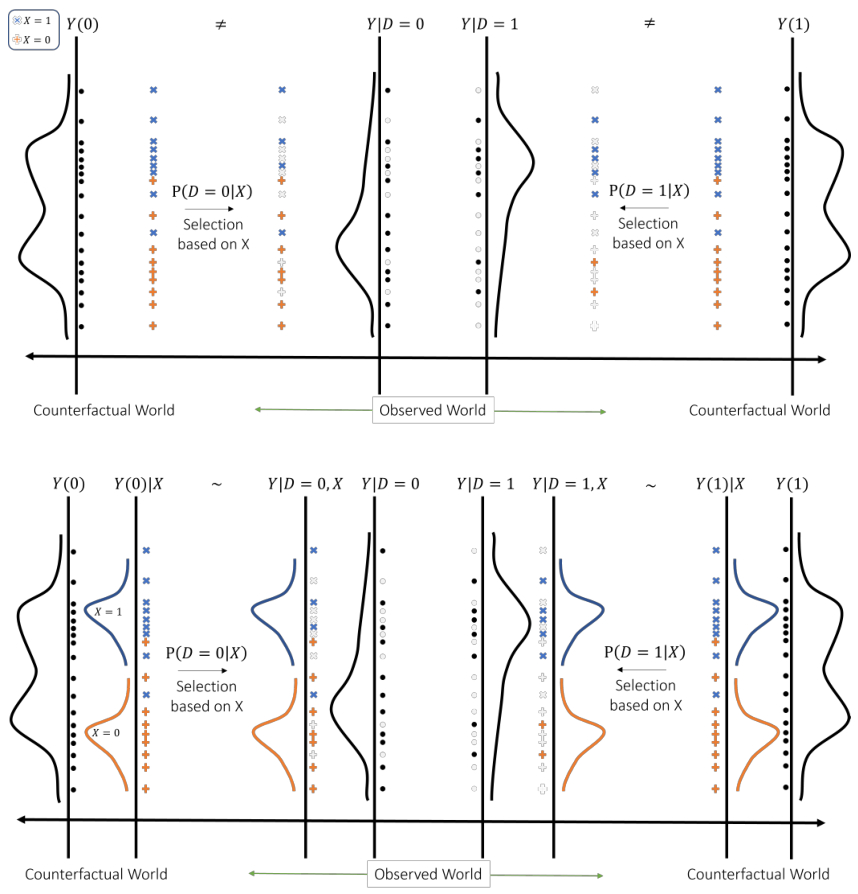 X = 1
X = 0
Y(0) ≠ Y|D = 0 Y|D = 1 ≠ Y(1)
P(D = 0|X) P(D = 1|X)
Selection Selection
based on X based on X
Counterfactual World Observed World Counterfactual World
Y(0) Y(0)|X ~ Y|D = 0, X Y|D = 0 Y|D = 1 Y|D = 1, X ~ Y(1)|X Y(1)
X = 1
P(D = 0|X) P(D = 1|X)
Selection Selection
based on X based on X
X = 0
Counterfactual World Observed World Counterfactual World